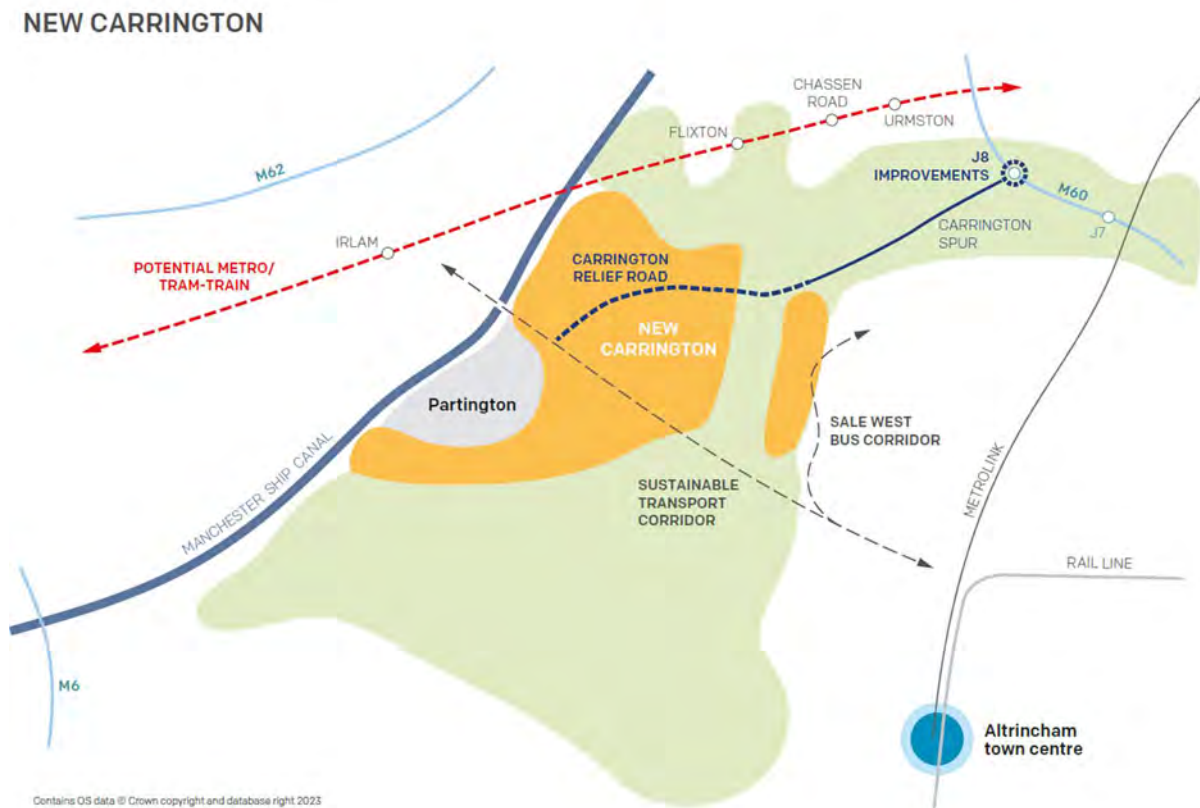 NEW CARRINGTON
CHASSEN
ROAD
FLIXTON
URMSTON
J8
IMPROVEMENTS
M62
M60
J7
CARRINGTON
SPUR
IRLAM
POTENTIAL METRO/
TRAM-TRAIN
CARRINGTON
RELIEF ROAD
NEW
CARRINGTON
Partington
SALE WEST
BUS CORRIDOR
MANCHESTER SHIP CANAL
SUSTAINABLE
TRANSPORT
CORRIDOR
METROLINK
RAIL LINE
M6
Altrincham
town centre
Contains OS data © Crown copyright and database right 2023